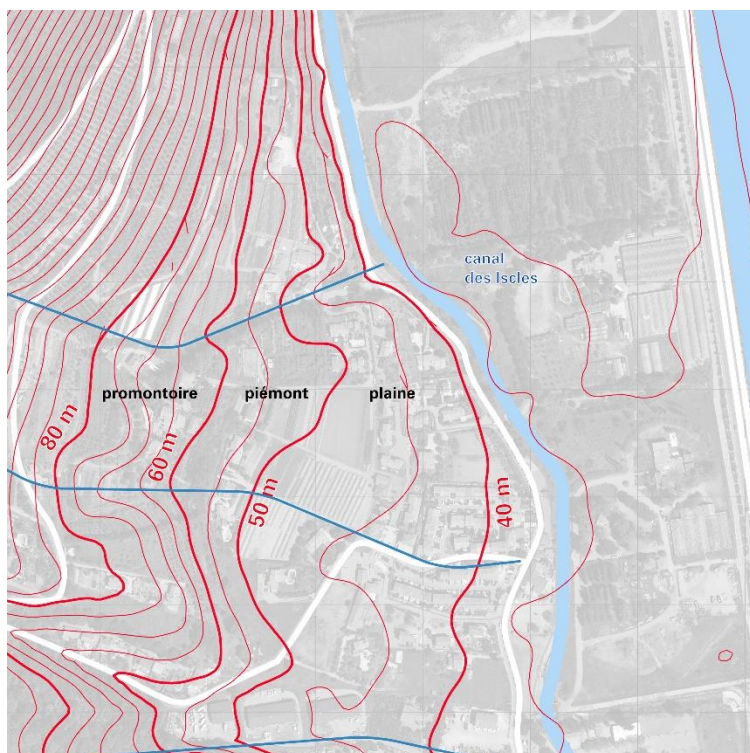 canal
des Iscles
promontoire
piémont
plaine
80 m
60 m
50 m
40 m